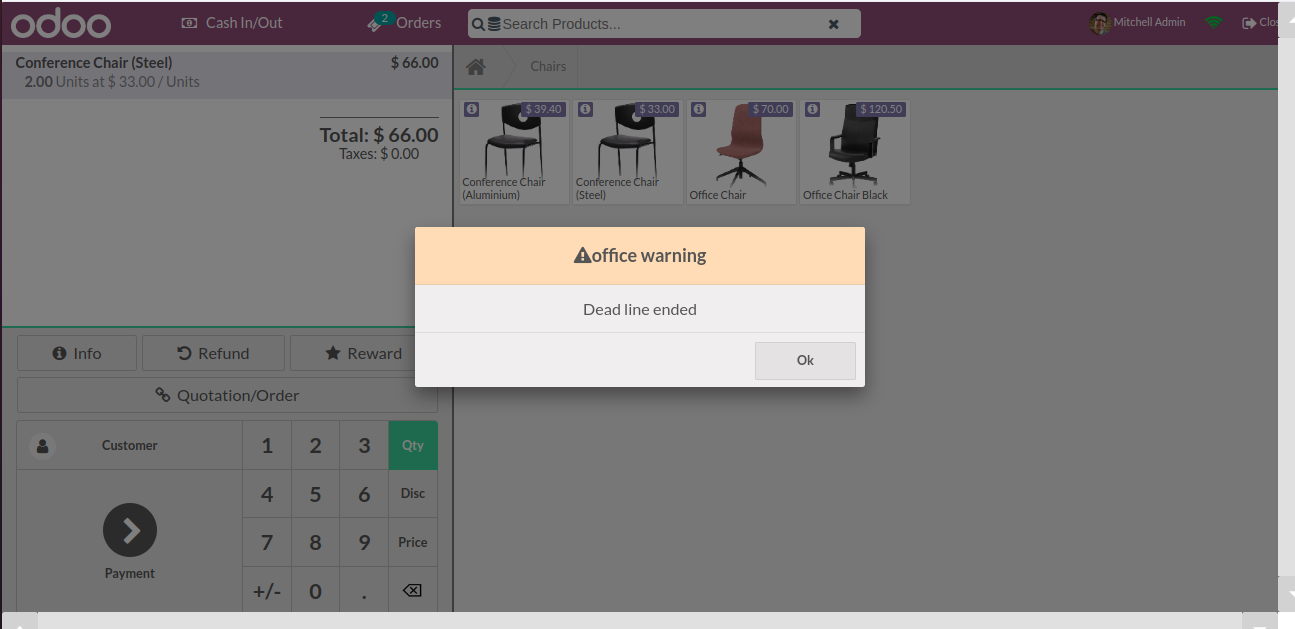 odoo Cash In/Out 2 Orders Search Products... Mitchell Admin Clos
Conference Chair (Steel) $ 66.00
2.00 Units at $ 33.00 / Units
Chairs
Total: $ 66.00
Taxes: $ 0.00
$ 39.40 $ 33.00 $ 70.00 $ 120.50
Conference Chair
(Aluminium)
Conference Chair
(Steel)
Office Chair
Office Chair Black
office warning
Dead line ended
Ok
Info Refund Reward
Quotation/Order
Customer 1 2 3 Qty
4 5 6 Disc
7 8 9 Price
Payment
+/- 0 .